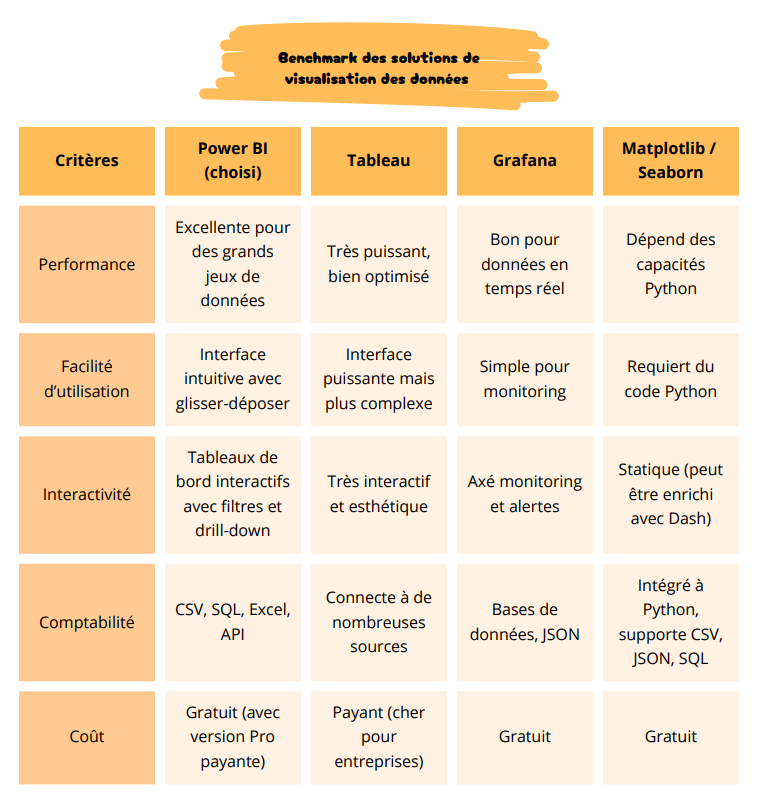 Benchmark des solutions de
visualisation des données
Critères
Power BI
(choisi)
Tableau
Grafana
Matplotlib /
Seaborn
Performance
Excellente pour
des grands
jeux de
données
Très puissant,
bien optimisé
Bon pour
données en
temps réel
Dépend des
capacités
Python
Facilité
d’utilisation
Interface
intuitive avec
glisser-déposer
Interface
puissante mais
plus complexe
Simple pour
monitoring
Requiert du
code Python
Interactivité
Tableaux de
bord interactifs
avec filtres et
drill-down
Très interactif
et esthétique
Axé monitoring
et alertes
Statique (peut
être enrichi
avec Dash)
Comptabilité
CSV, SQL, Excel,
API
Connecte à de
nombreuses
sources
Bases de
données, JSON
Intégré à
Python,
supporte CSV,
JSON, SQL
Coût
Gratuit (avec
version Pro
payante)
Payant (cher
pour
entreprises)
Gratuit
Gratuit